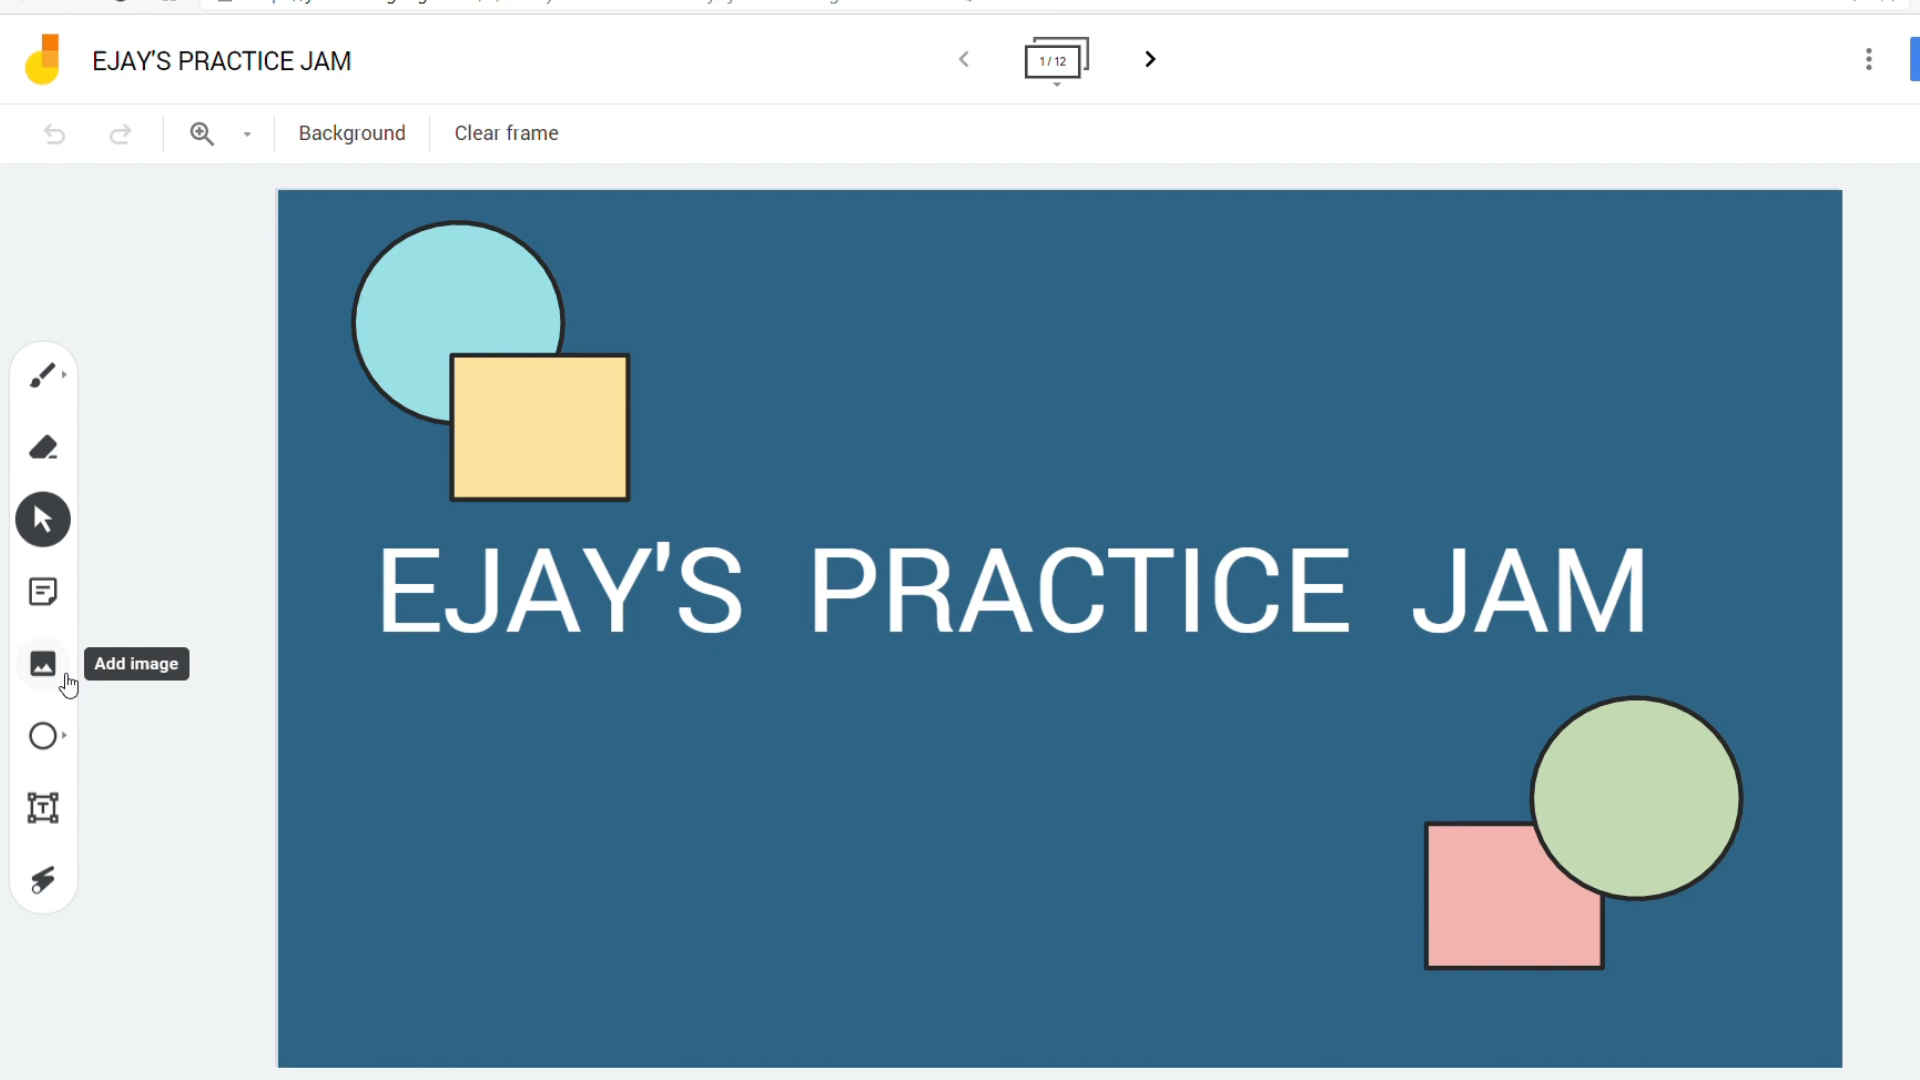 EJAY'S PRACTICE JAM
1 / 12
Background
Clear frame
EJAY'S PRACTICE JAM
Add image
T